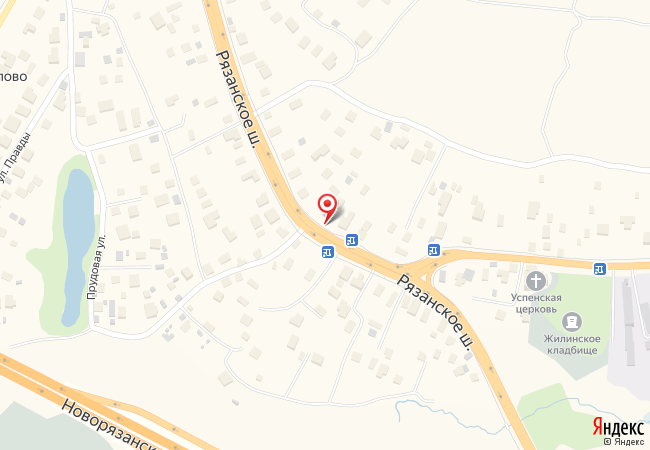 Рязанское ш.
лово
ул. Правды
Прудовая ул.
Рязанское ш.
Успенская
церковь
Жилинское
кладбище
Новорязанск
Яндекс
© Яндекс